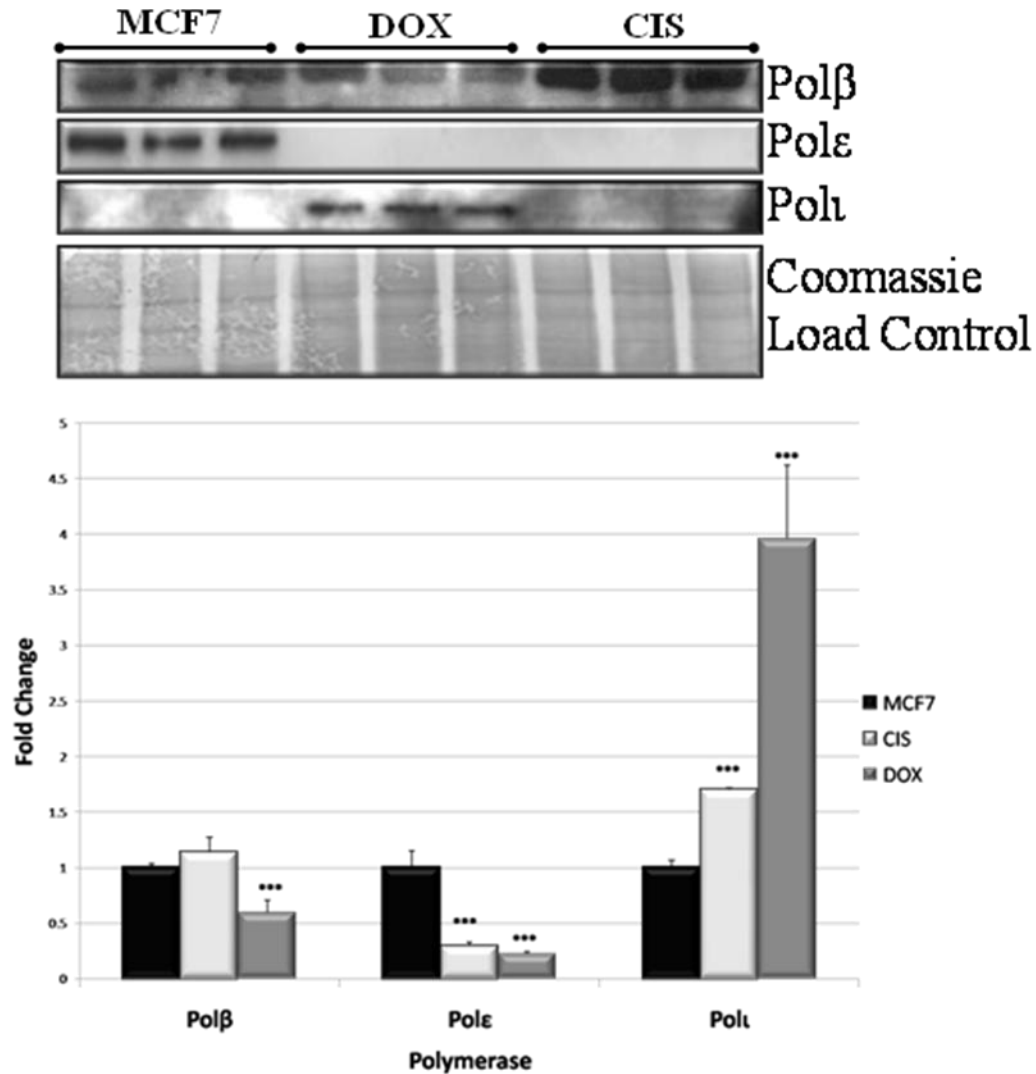 MCF7 DOX CIS
Polβ
Polε
Polι
Coomassie
Load Control
5
4.5
4
3.5
3
2.5
2
1.5
1
0.5
0
Fold Change
•••
•••
•••
•••
•••
MCF7
CIS
DOX
Polβ Polε Polι
Polymerase